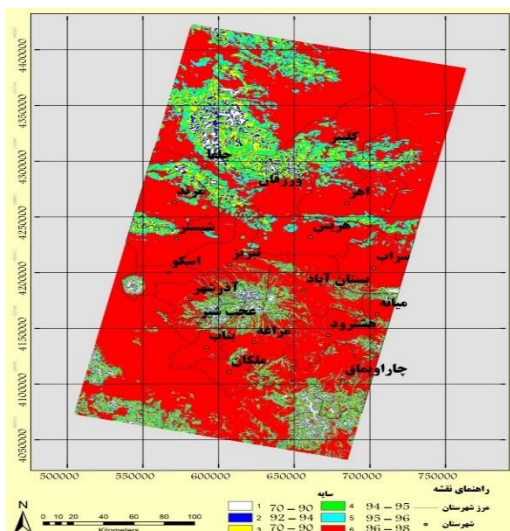 4400000
4350000
4300000
4250000
4200000
4150000
4100000
4050000
کلیبر
جلفا
ورزقان
اهر
مرند
هریس
شبستر
سراب
تبریز
اسکو
بستان آباد
آذرشهر
میانه
عجب شیر
هشترود
مراغه
بناب
ملکان
چاراویماق
500000 550000 600000 650000 700000 750000
راهنمای نقشه
سایه
مرز شهرستان
شهرستان
1 70-90
2 92-94
3 70-90
4 94-95
5 95-96
6 96-98
N
0 10 20 40 60 80 100
Kilometers